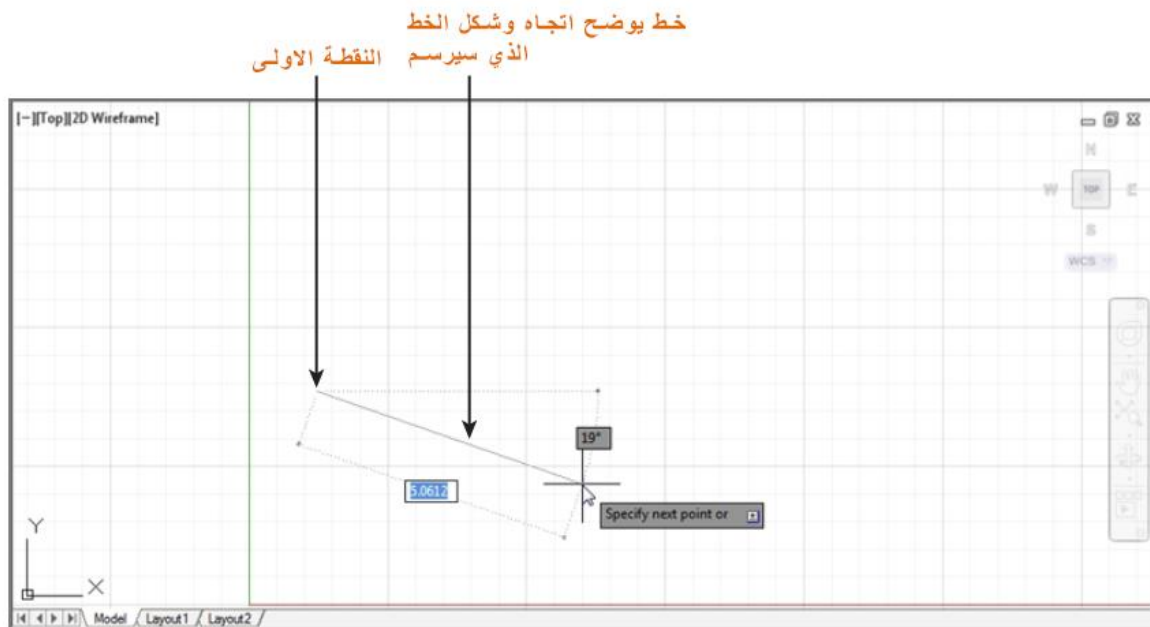 خط يوضح اتجاه وشكل الخط
الذي سيرسم
النقطة الاولى
[−][Top][2D Wireframe]
N
W TOP E
S
WCS
19°
5.0612
Specify next point or
Y
X
Model Layout1 Layout2